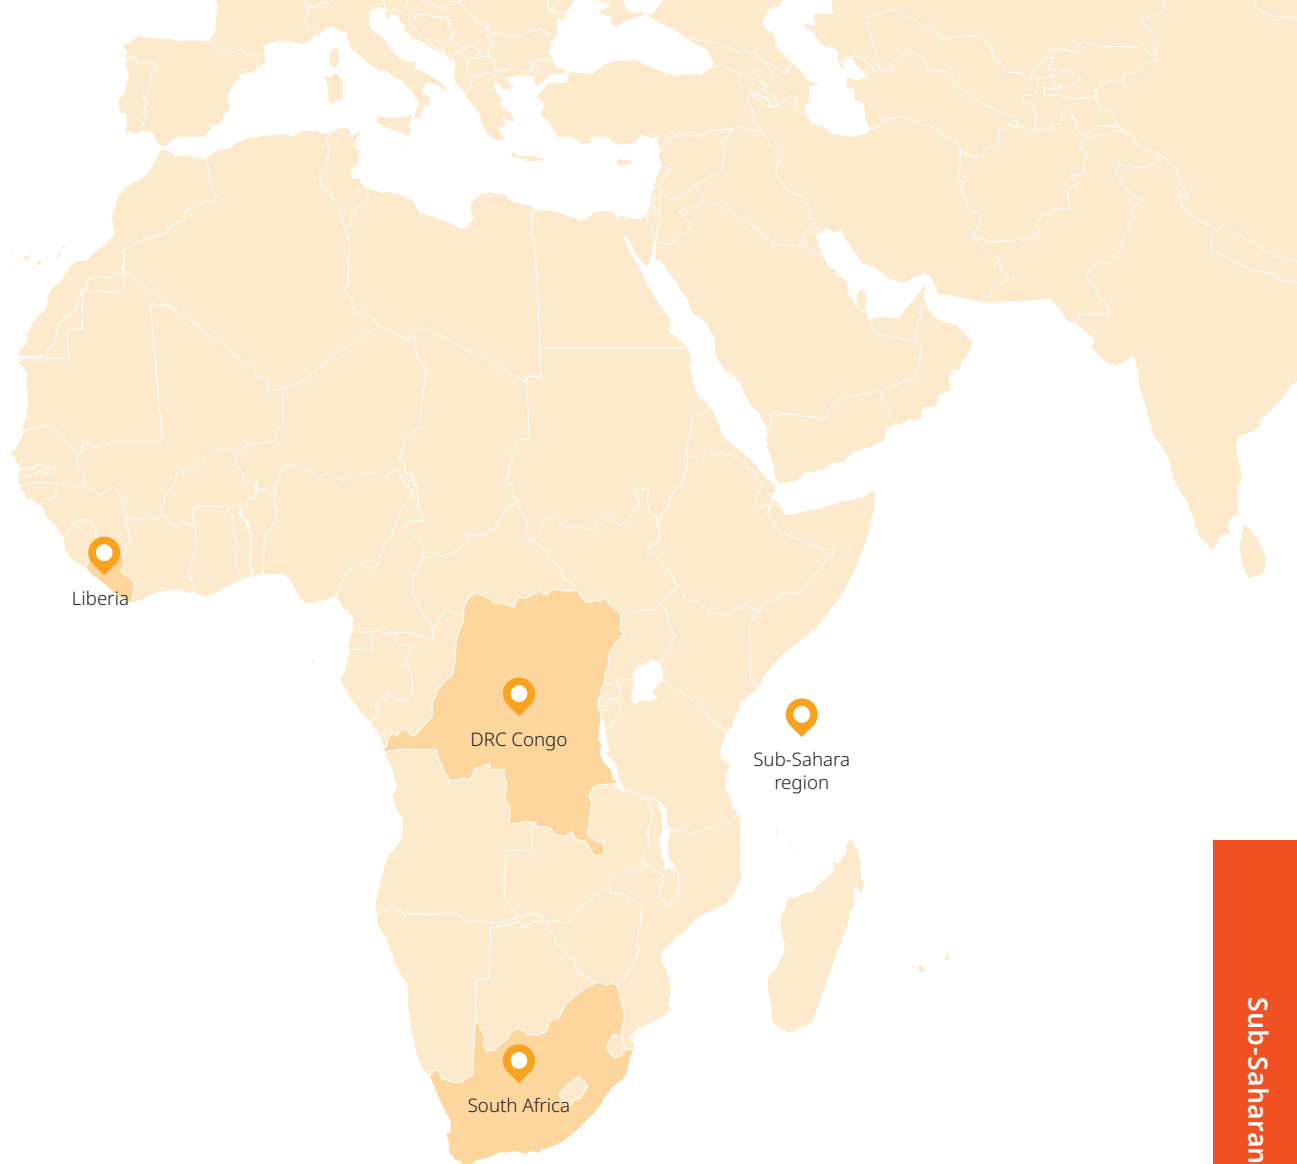 Liberia
DRC Congo
Sub-Sahara
region
South Africa
Sub-Saharan